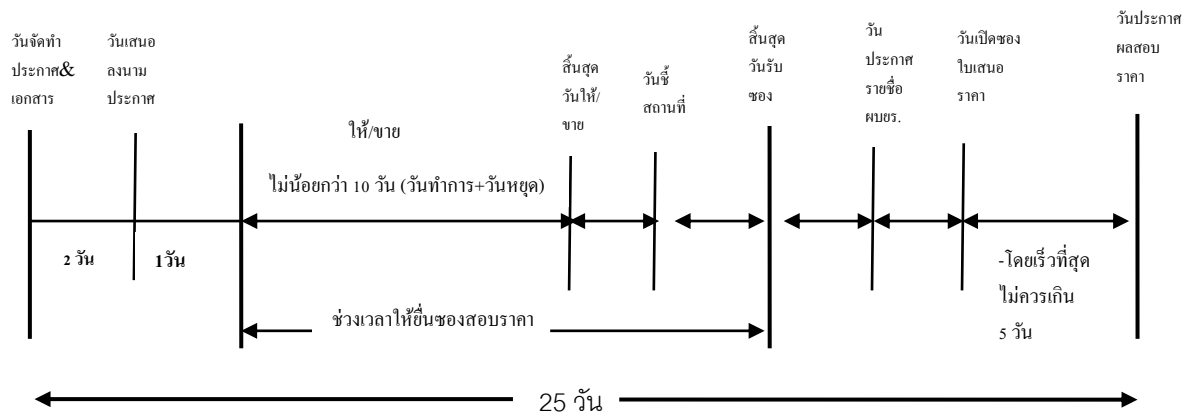 วันจัดทำ
ประกาศ&
เอกสาร
วันเสนอ
ลงนาม
ประกาศ
สิ้นสุด
วันให้/
ขาย
วันชี้
สถานที่
สิ้นสุด
วันรับ
ซอง
วัน
ประกาศ
รายชื่อ
ผบยร.
วันเปิดซอง
ใบเสนอ
ราคา
วันประกาศ
ผลสอบ
ราคา
ให้/ขาย
ไม่น้อยกว่า 10 วัน (วันทำการ+วันหยุด)
2 วัน
1วัน
-โดยเร็วที่สุด
ไม่ควรเกิน
5 วัน
ช่วงเวลาให้ยื่นซองสอบราคา
25 วัน